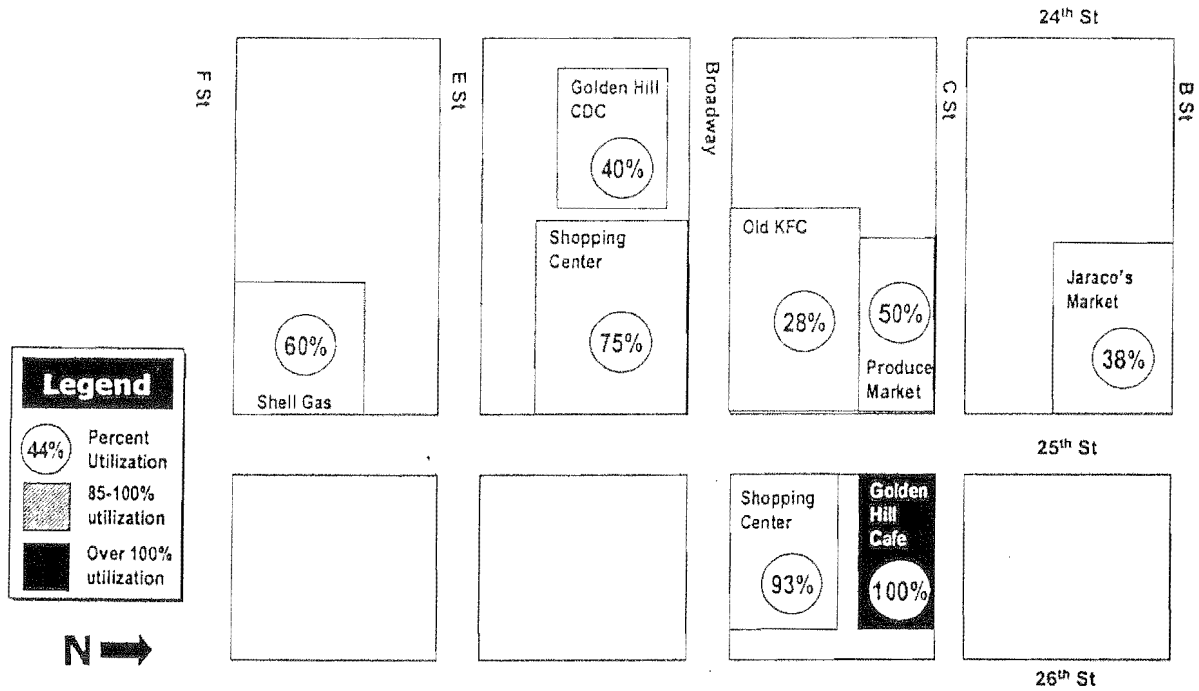 24th St
F St
E St
Broadway
C St
B St
Golden Hill
CDC
40%
Shopping
Center
75%
Old KFC
28%
50%
Produce
Market
Jaraco's
Market
38%
60%
Shell Gas
Legend
44%
Percent
Utilization
85-100%
utilization
Over 100%
utilization
25th St
Shopping
Center
93%
Golden
Hill
Cafe
100%
N
26th St